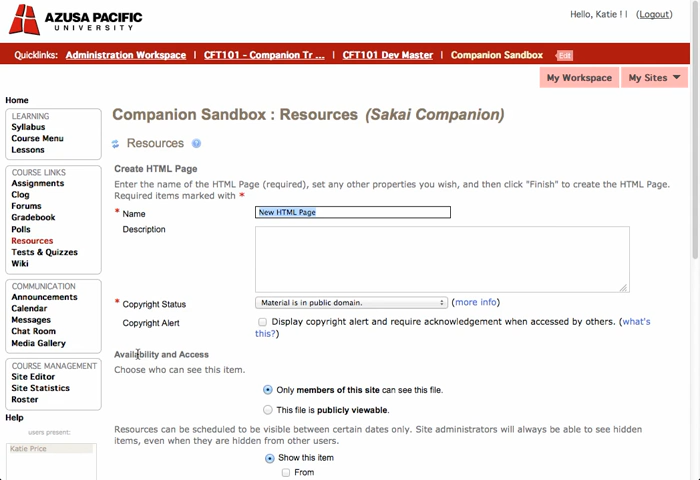 AZUSA PACIFIC
UNIVERSITY
Hello, Katie ! | (Logout)
Quicklinks: Administration Workspace | CFT101 - Companion Tr ... | CFT101 Dev Master | Companion Sandbox Edit
My Workspace My Sites
Home
LEARNING
Syllabus
Course Menu
Lessons
COURSE LINKS
Assignments
Clog
Forums
Gradebook
Polls
Resources
Tests & Quizzes
Wiki
COMMUNICATION
Announcements
Calendar
Messages
Chat Room
Media Gallery
COURSE MANAGEMENT
Site Editor
Site Statistics
Roster
Help
users present:
Katie Price
Companion Sandbox : Resources (Sakai Companion)
Resources ?
Create HTML Page
Enter the name of the HTML Page (required), set any other properties you wish, and then click "Finish" to create the HTML Page.
Required items marked with *
* Name New HTML Page
Description
* Copyright Status Material is in public domain. (more info)
Copyright Alert Display copyright alert and require acknowledgement when accessed by others. (what's
this?)
Availability and Access
Choose who can see this item.
Only members of this site can see this file.
This file is publicly viewable.
Resources can be scheduled to be visible between certain dates only. Site administrators will always be able to see hidden
items, even when they are hidden from other users.
Show this item
From